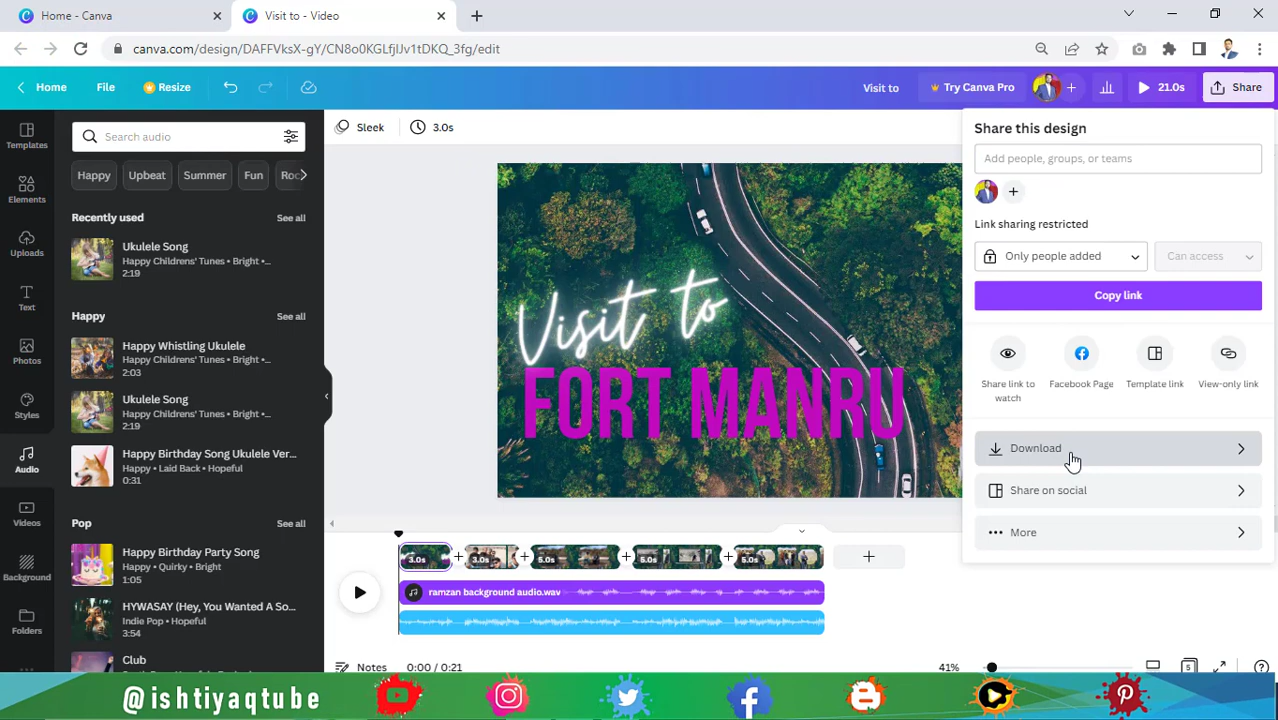 Home - Canva
Visit to - Video
canva.com/design/DAFFVksX-gY/CN8o0KGLfjlJv1tDKQ_3fg/edit
Home
File
Resize
Visit to
Try Canva Pro
21.0s
Share
Templates
Elements
Uploads
Text
Photos
Styles
Audio
Videos
Background
Folders
Search audio
Happy
Upbeat
Summer
Fun
Roc
Recently used
See all
Ukulele Song
Happy Childrens' Tunes • Bright •...
2:19
Happy
See all
Happy Whistling Ukulele
Happy Childrens' Tunes • Bright •...
2:03
Ukulele Song
Happy Childrens' Tunes • Bright •...
2:19
Happy Birthday Song Ukulele Ver...
Happy • Laid Back • Hopeful
0:31
Pop
See all
Happy Birthday Party Song
Happy • Quirky • Bright
1:05
HYWASAY (Hey, You Wanted A So...
Indie Pop • Hopeful
3:54
Club
Sleek
3.0s
Visit to
FORT MANRU
Share this design
Add people, groups, or teams
Link sharing restricted
Only people added
Can access
Copy link
Share link to
watch
Facebook Page
Template link
View-only link
Download
Share on social
More
3.0s
3.0s
5.0s
5.0s
5.0s
ramzan background audio.wav
Notes
0:00 / 0:21
41%
5
@ishtiyaqtube